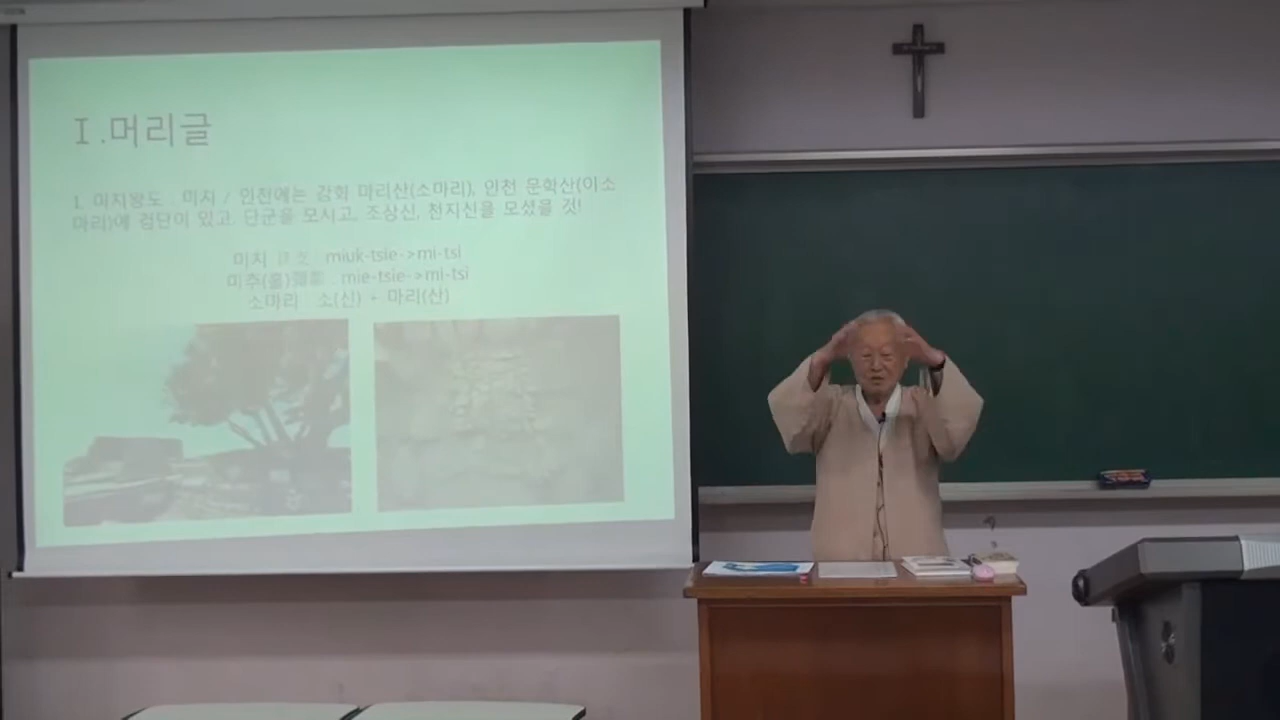 I.머리글
1. 미지왕도 : 미지 / 인천에는 강화 마리산(소마리), 인천 문학산(이소
마리)에 검단이 있고, 단군을 모시고, 조상신, 천지신을 모셨을 것!
미지 : miuk-tsie->mi-tsi
미추(홀) : mie-tsie->mi-tsi
소마리 : 소(신) + 마리(산)